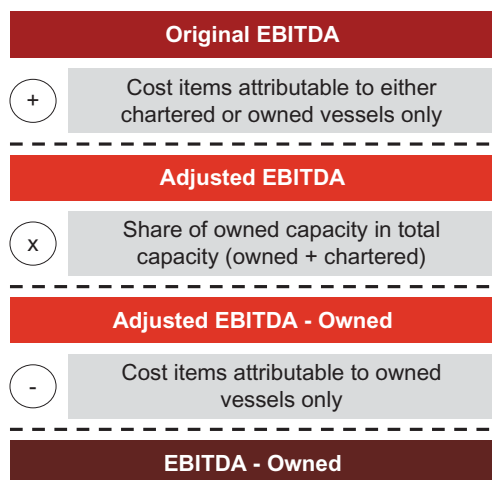 Original EBITDA
+
Cost items attributable to either
chartered or owned vessels only
Adjusted EBITDA
x
Share of owned capacity in total
capacity (owned + chartered)
Adjusted EBITDA - Owned
-
Cost items attributable to owned
vessels only
EBITDA - Owned